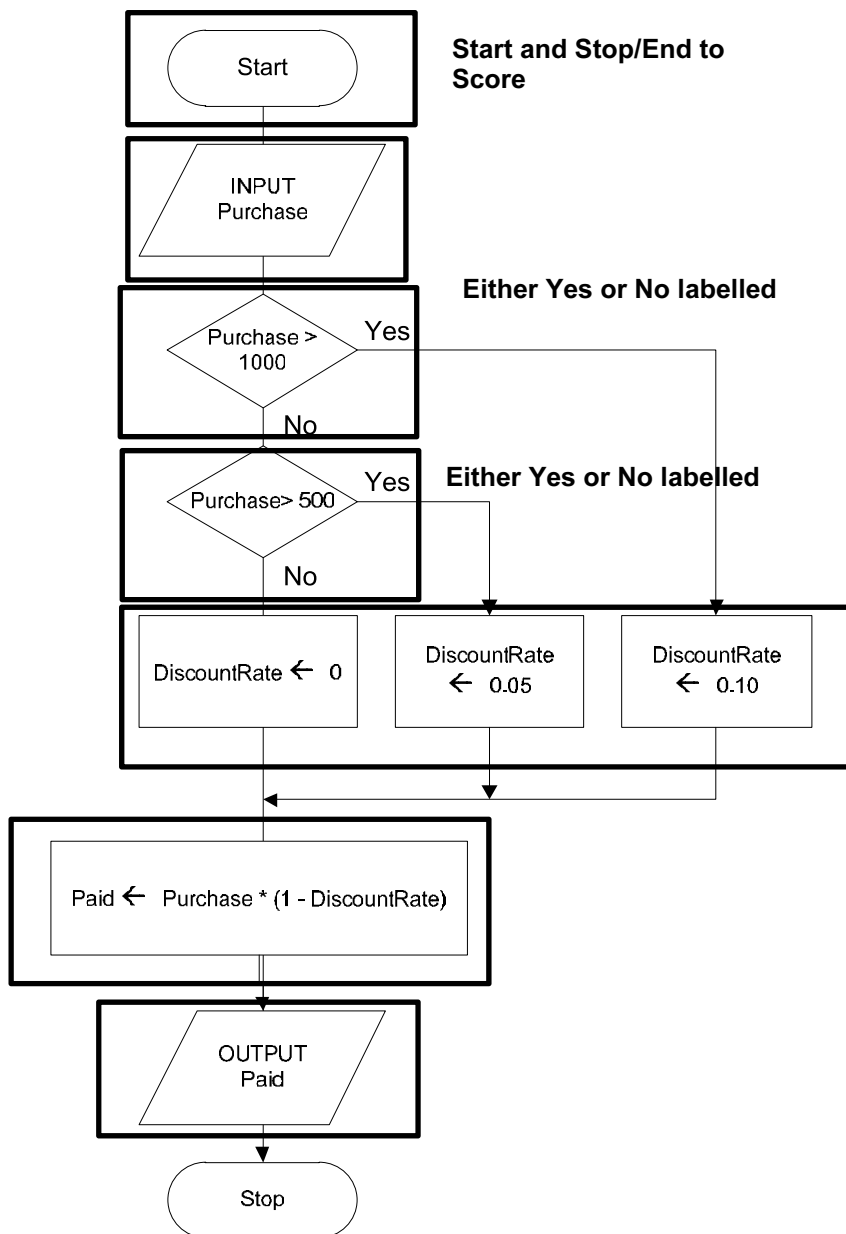 Start
Start and Stop/End to
Score
INPUT
Purchase
Either Yes or No labelled
Purchase >
1000
Yes
No
Either Yes or No labelled
Purchase> 500
Yes
No
DiscountRate ← 0
DiscountRate
← 0.05
DiscountRate
← 0.10
Paid ← Purchase * (1 - DiscountRate)
OUTPUT
Paid
Stop